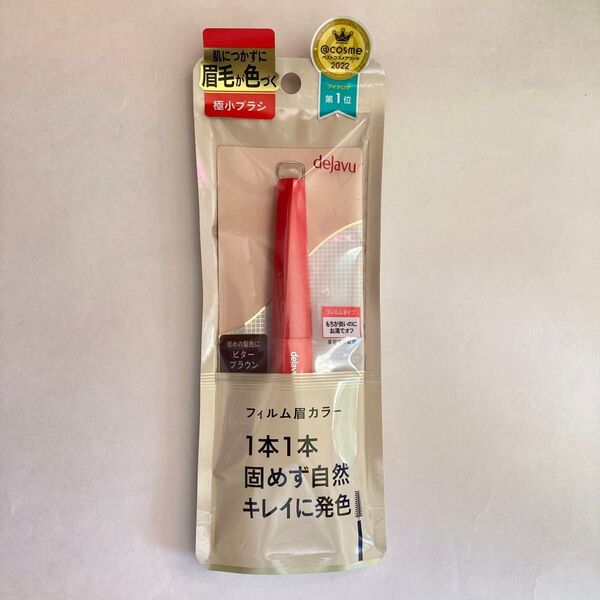 肌につかずに
眉毛が色づく
極小ブラシ
@cosme
ベストコスメアワード
2022
アイブロウ
第1位
dejavu
フィルムタイプ
もちが良いのに
お湯でオフ
暗めの髪色に
ビター
ブラウン
dejavu
フィルム眉カラー
1本1本
固めず自然
キレイに発色